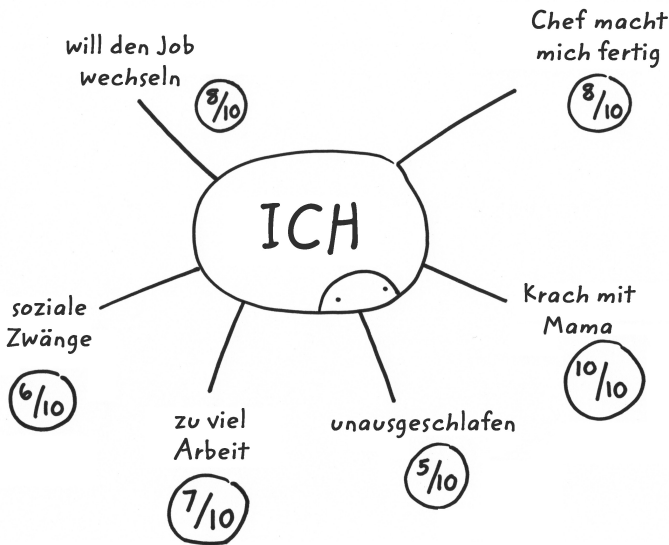 will den Job
wechseln
8/10
Chef macht
mich fertig
8/10
ICH
soziale
Zwänge
6/10
Krach mit
Mama
10/10
zu viel
Arbeit
7/10
unausgeschlafen
5/10